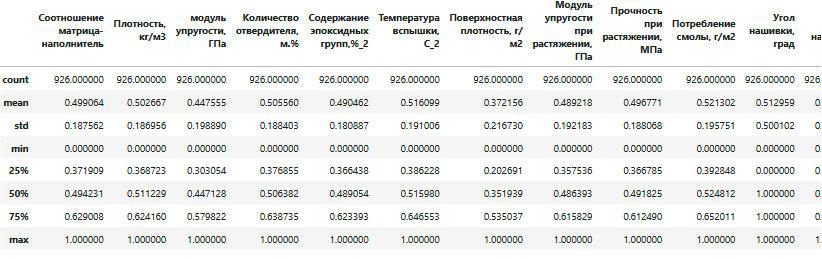 Соотношение матрица-наполнитель Плотность, кг/м3 модуль упругости, ГПа Количество отвердителя, м.% Содержание эпоксидных групп,%_2 Температура вспышки, С_2 Поверхностная плотность, г/м2 Модуль упругости при растяжении, ГПа Прочность при растяжении, МПа Потребление смолы, г/м2 Угол нашивки, град на
count 926.000000 926.000000 926.000000 926.000000 926.000000 926.000000 926.000000 926.000000 926.000000 926.000000 926.000000 926.
mean 0.499064 0.502667 0.447555 0.505560 0.490462 0.516099 0.372156 0.489218 0.496771 0.521302 0.512959 0.
std 0.187562 0.186956 0.198890 0.188403 0.180887 0.191006 0.216730 0.192183 0.188068 0.195751 0.500102 0.
min 0.000000 0.000000 0.000000 0.000000 0.000000 0.000000 0.000000 0.000000 0.000000 0.000000 0.000000 0.
25% 0.371909 0.368723 0.303054 0.376855 0.366438 0.386228 0.202691 0.357536 0.366785 0.392848 0.000000 0.
50% 0.494231 0.511229 0.447128 0.506382 0.489054 0.515980 0.351939 0.486393 0.491825 0.524812 1.000000 0.
75% 0.629008 0.624160 0.579822 0.638735 0.623393 0.646553 0.535037 0.615829 0.612490 0.652011 1.000000 0.
max 1.000000 1.000000 1.000000 1.000000 1.000000 1.000000 1.000000 1.000000 1.000000 1.000000 1.000000 1.